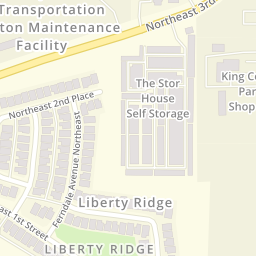 Transportation
ton Maintenance
Facility
Northeast 3rd
King Co
Par
Shop
The Stor
House
Self Storage
Northeast 2nd Place
Ferndale Avenue Northeast
Liberty Ridge
ast 1st Street
LIBERTY RIDGE